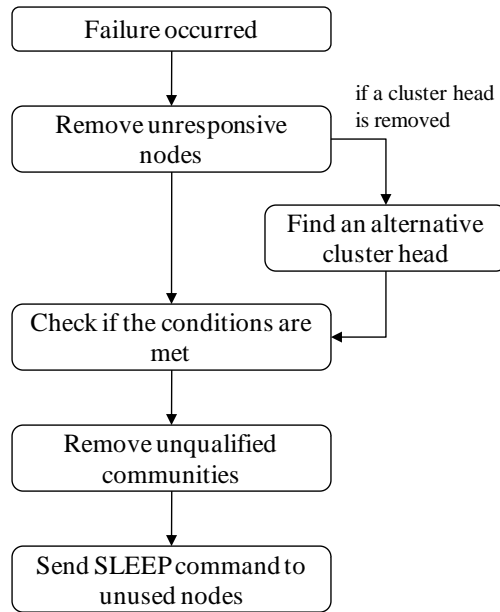 Failure occurred
if a cluster head
is removed
Remove unresponsive
nodes
Find an alternative
cluster head
Check if the conditions are
met
Remove unqualified
communities
Send SLEEP command to
unused nodes